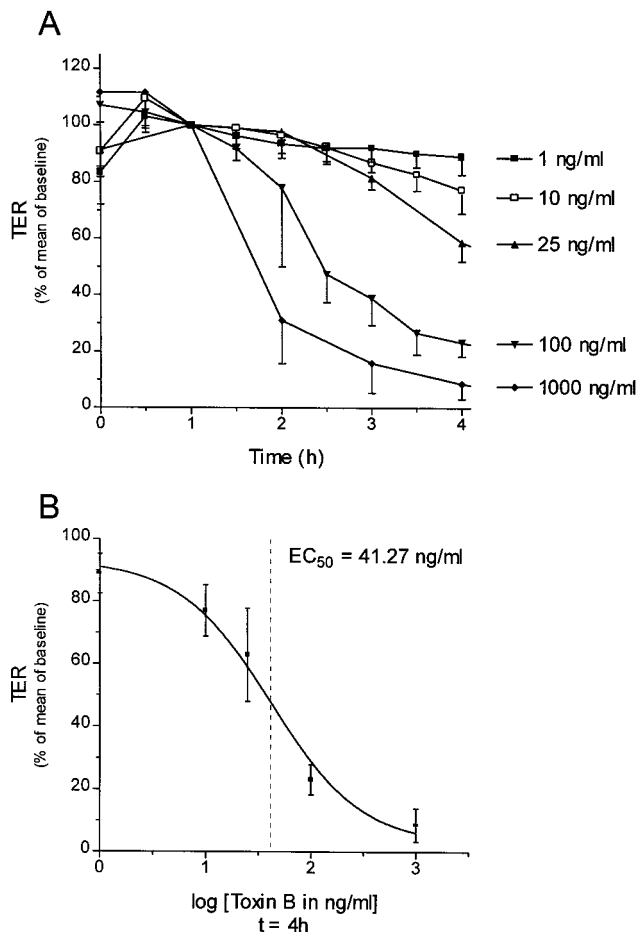 A
120
100
80
60
40
20
0
TER
(% of mean of baseline)
0 1 2 3 4
Time (h)
1 ng/ml
10 ng/ml
25 ng/ml
100 ng/ml
1000 ng/ml
B
100
80
60
40
20
0
TER
(% of mean of baseline)
EC50 = 41.27 ng/ml
0 1 2 3
log [Toxin B in ng/ml]
t = 4h